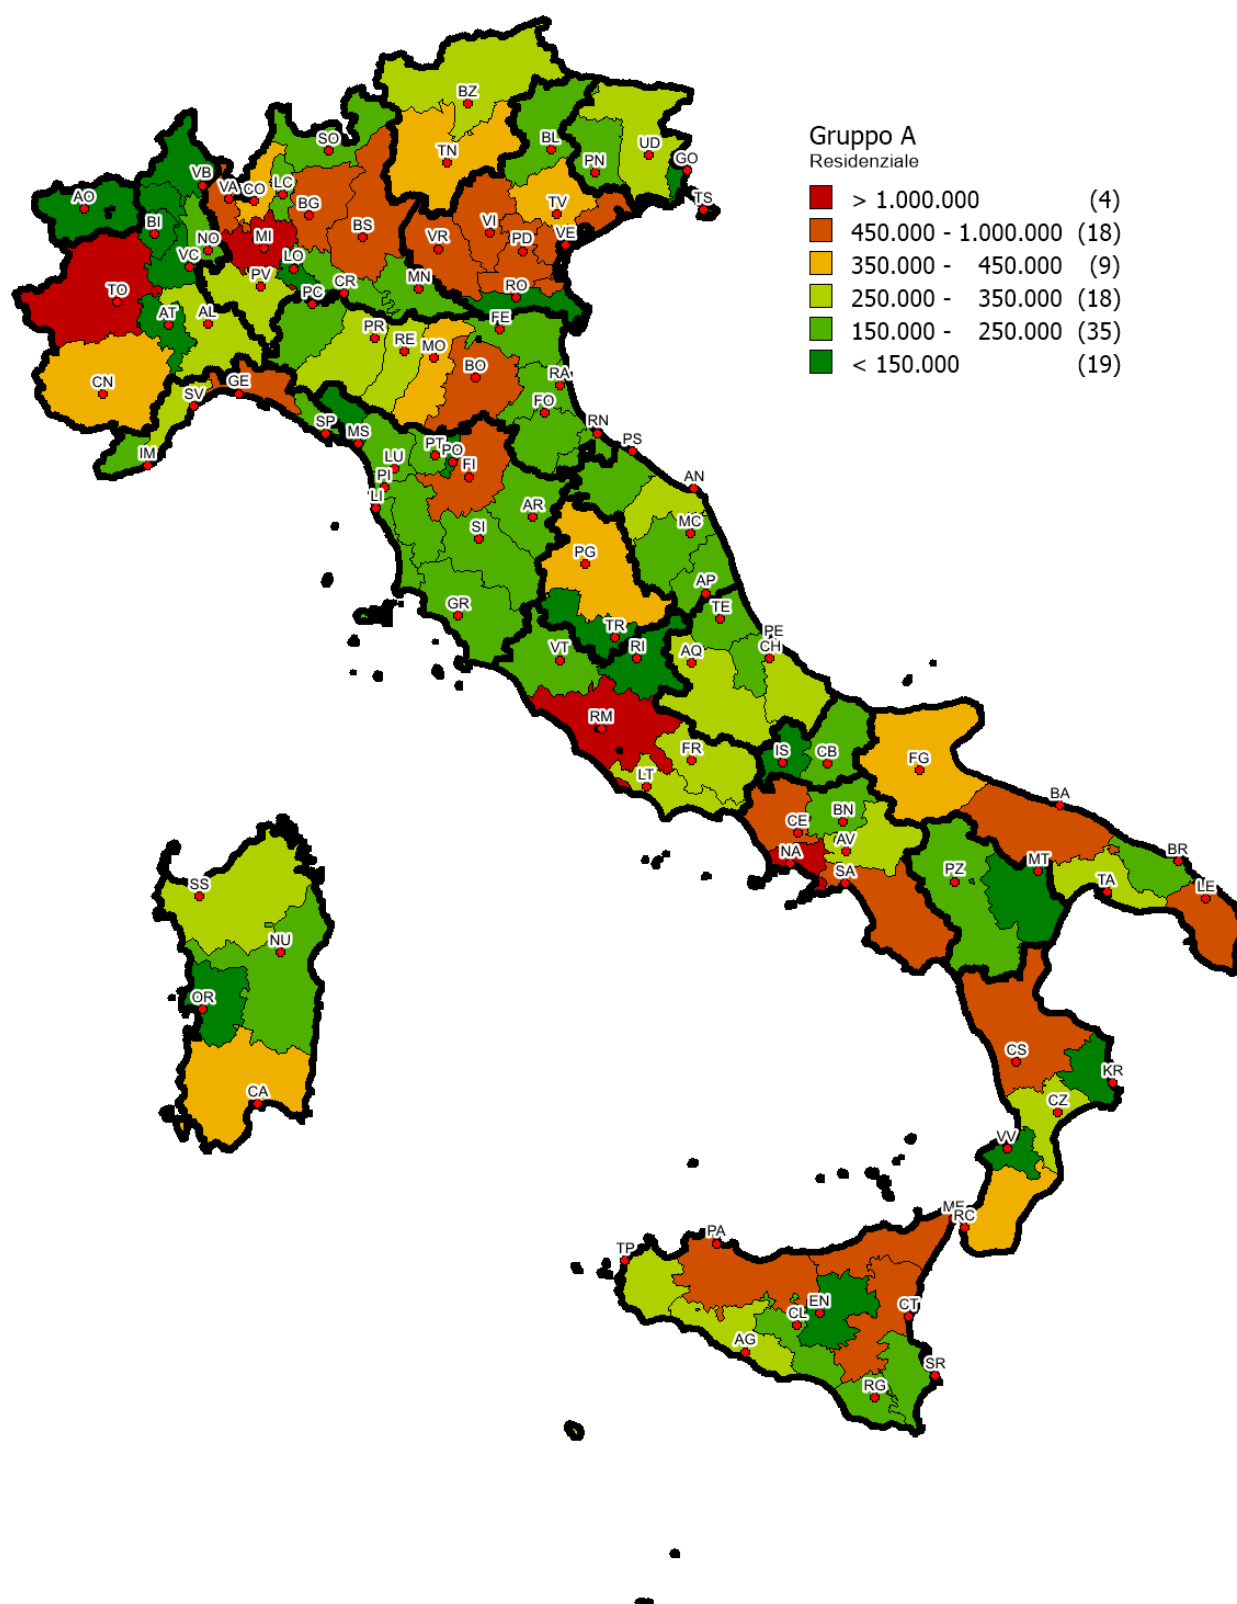 Gruppo A
Residenziale
> 1.000.000 (4)
450.000 - 1.000.000 (18)
350.000 - 450.000 (9)
250.000 - 350.000 (18)
150.000 - 250.000 (35)
< 150.000 (19)
BZ
SO
BL
UD
TN
PN
GO
VB
VA
CO
LC
AO
TS
BG
TV
BI
BS
VI
MI
VR
PD
VE
NO
VC
LO
PV
CR
MN
TO
PC
RO
AT
AL
FE
PR
RE
MO
BO
CN
SV
GE
RA
FO
SP
MS
RN
PS
IM
LU
PT
PO
FI
PI
LI
AN
AR
SI
MC
PG
AP
GR
TE
TR
PE
VT
RI
AQ
CH
RM
FR
IS
CB
FG
LT
BA
BN
CE
AV
NA
SA
PZ
MT
BR
TA
LE
SS
NU
OR
CS
CA
KR
CZ
VV
ME
RC
PA
TP
EN
CL
CT
AG
SR
RG